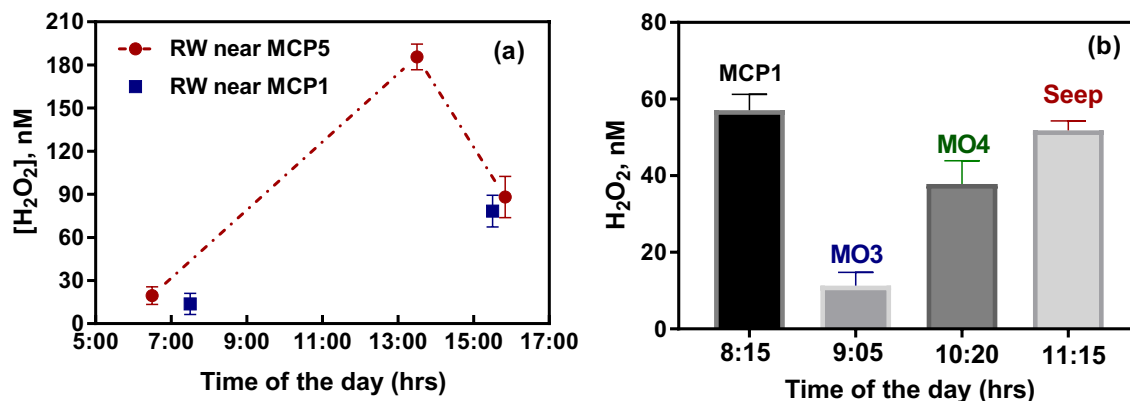 (a)
RW near MCP5
RW near MCP1
210
180
150
120
90
60
30
0
[H₂O₂], nM
5:00 7:00 9:00 11:00 13:00 15:00 17:00
Time of the day (hrs)
(b)
80
60
40
20
0
H₂O₂, nM
MCP1
MO3
MO4
Seep
8:15 9:05 10:20 11:15
Time of the day (hrs)